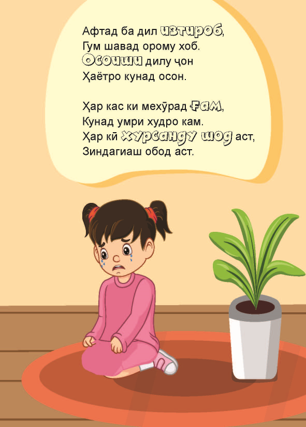 Афтад ба дил изтироб,
Гум шавад орому хоб.
Осоиши дилу ҷон
Ҳаётро кунад осон.
Ҳар кас ки мехӯрад ғам,
Кунад умри худро кам.
Ҳар кӣ хурсанду шод аст,
Зиндагиаш обод аст.